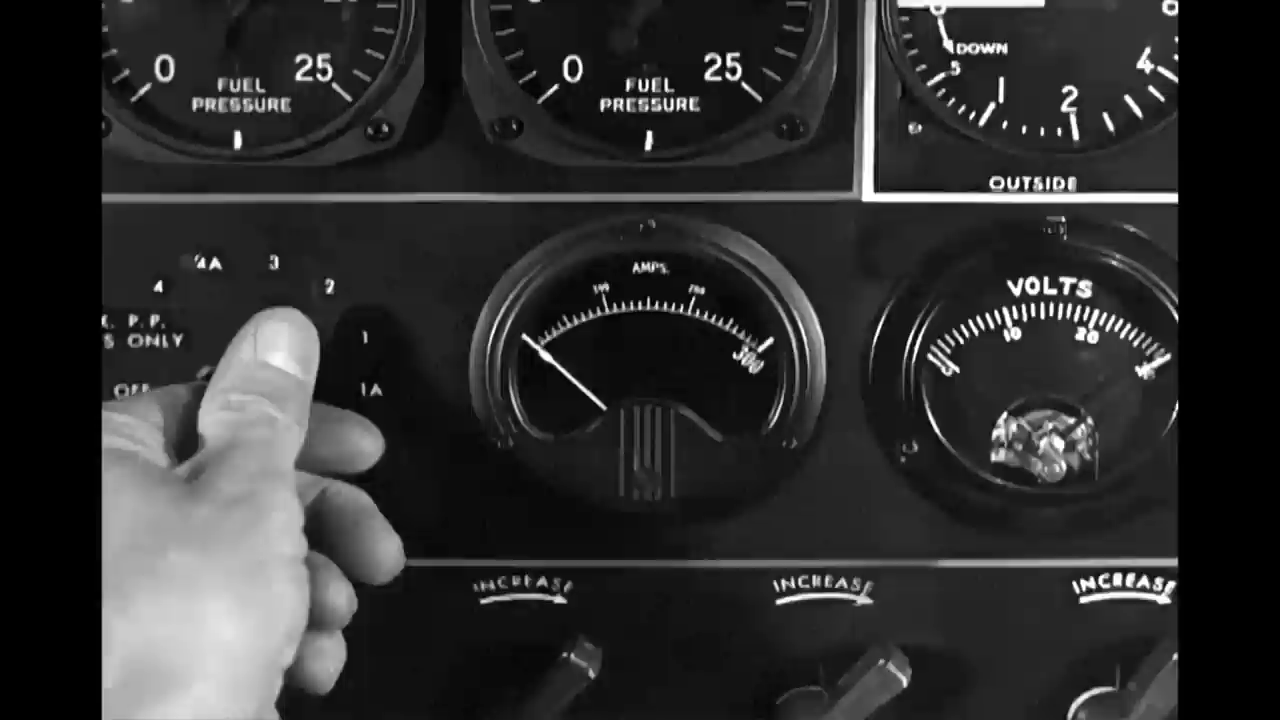 0 25
FUEL
PRESSURE
0 25
FUEL
PRESSURE
DOWN
5 1 2 4
OUTSIDE
4 4A 3 2
P. P.
S ONLY
1
OFF
1A
AMPS.
100 200
300
VOLTS
10 20
INCREASE
INCREASE
INCREASE